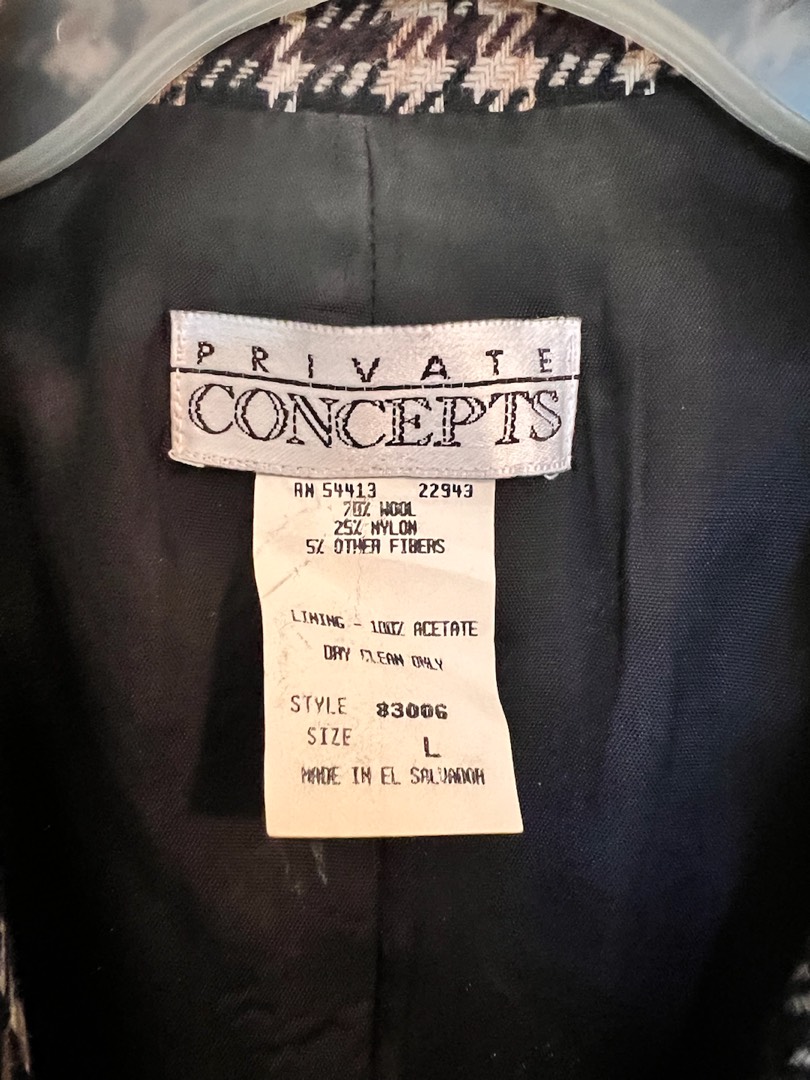 PRIVATE
CONCEPTS
RN 54413 22943
70% WOOL
25% NYLON
5% OTHER FIBERS
LINING - 100% ACETATE
DRY CLEAN ONLY
STYLE 83006
SIZE L
MADE IN EL SALVADOR